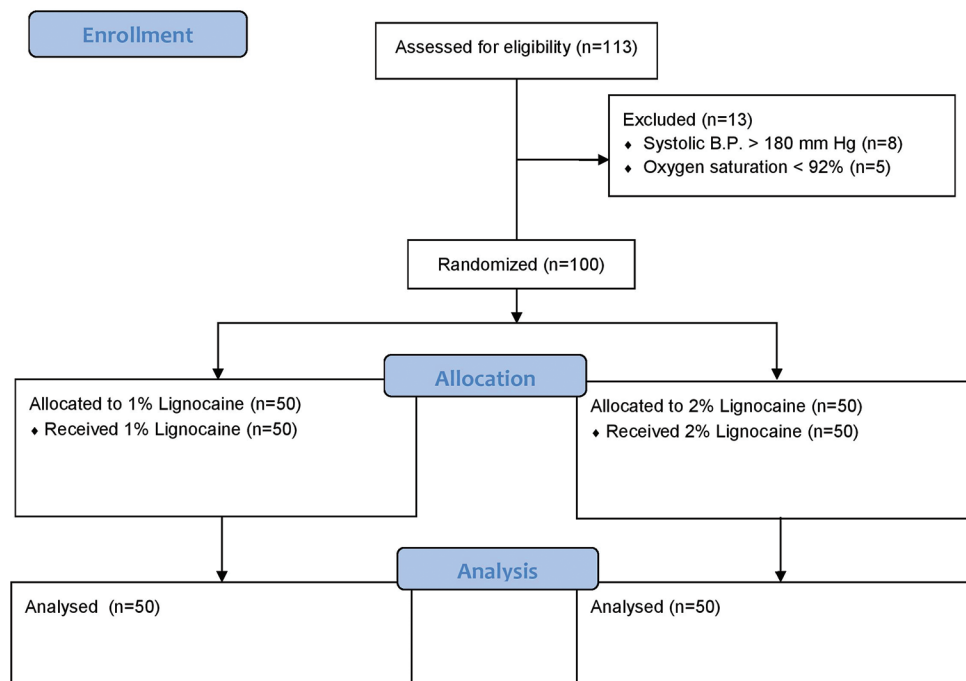 Enrollment
Assessed for eligibility (n=113)
Excluded (n=13)
♦ Systolic B.P. > 180 mm Hg (n=8)
♦ Oxygen saturation < 92% (n=5)
Randomized (n=100)
Allocation
Allocated to 1% Lignocaine (n=50)
♦ Received 1% Lignocaine (n=50)
Allocated to 2% Lignocaine (n=50)
♦ Received 2% Lignocaine (n=50)
Analysis
Analysed (n=50)
Analysed (n=50)